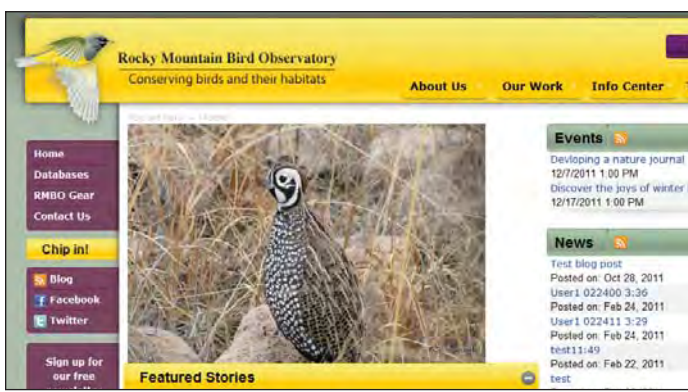 Rocky Mountain Bird Observatory
Conserving birds and their habitats
About Us
Our Work
Info Center
You are here: » Home
Home
Databases
RMBO Gear
Contact Us
Chip in!
Blog
Facebook
Twitter
Sign up for
our free
Featured Stories
Events
Devloping a nature journal
12/7/2011 1:00 PM
Discover the joys of winter
12/17/2011 1:00 PM
News
Test blog post
Posted on: Oct 28, 2011
User1 022400 3:36
Posted on: Feb 24, 2011
User1 022411 3:29
Posted on: Feb 24, 2011
test11:49
Posted on: Feb 22, 2011
test